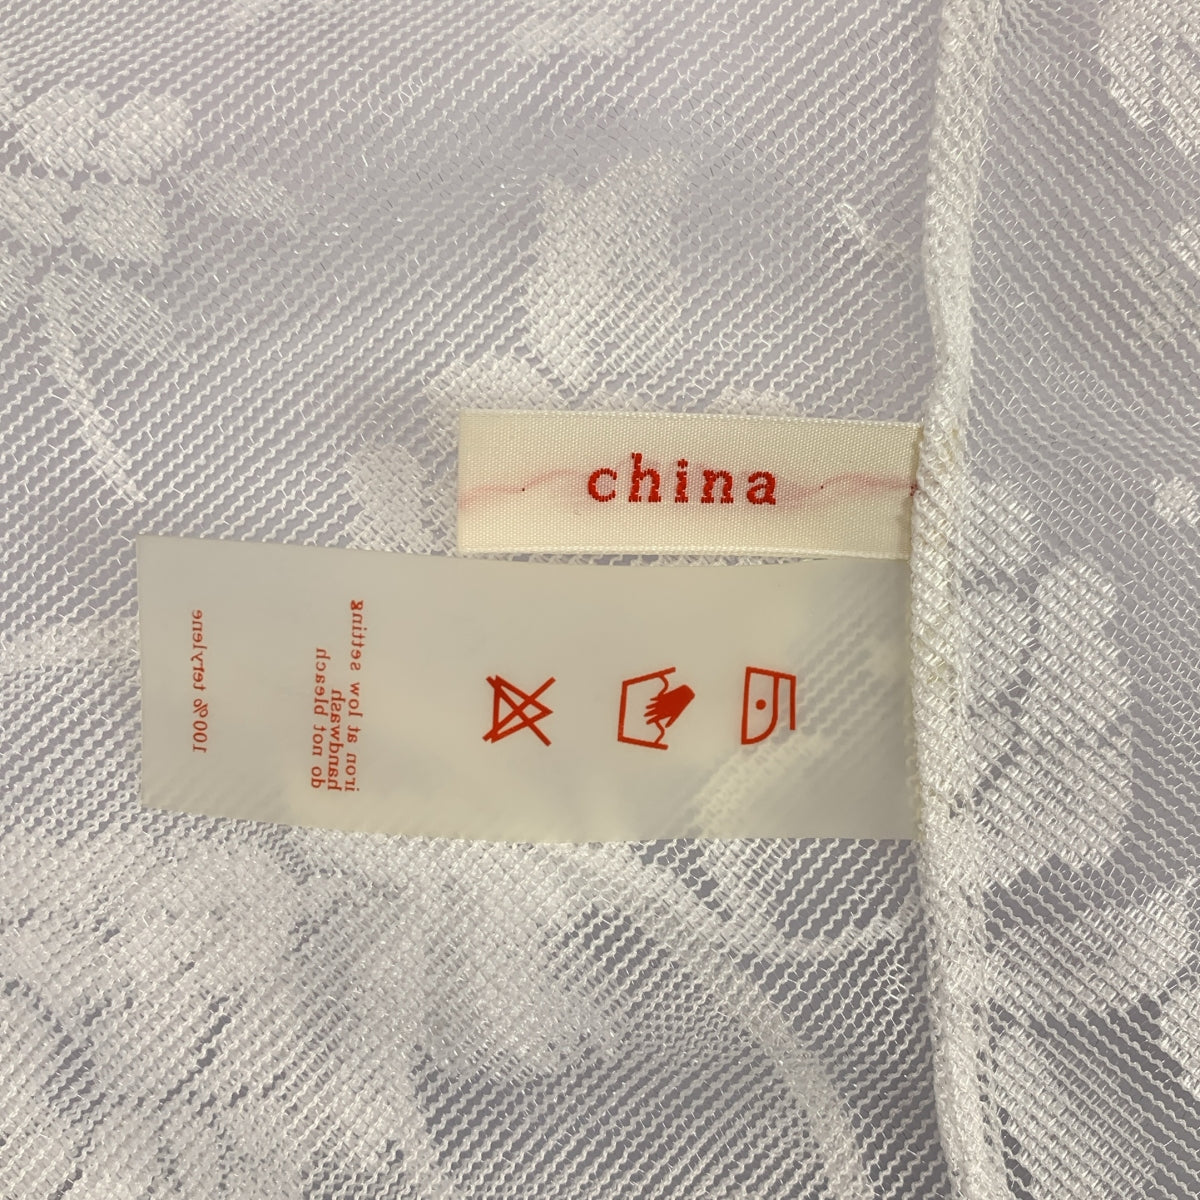 china
100% terylene
do not bleach
handwash
iron at low setting